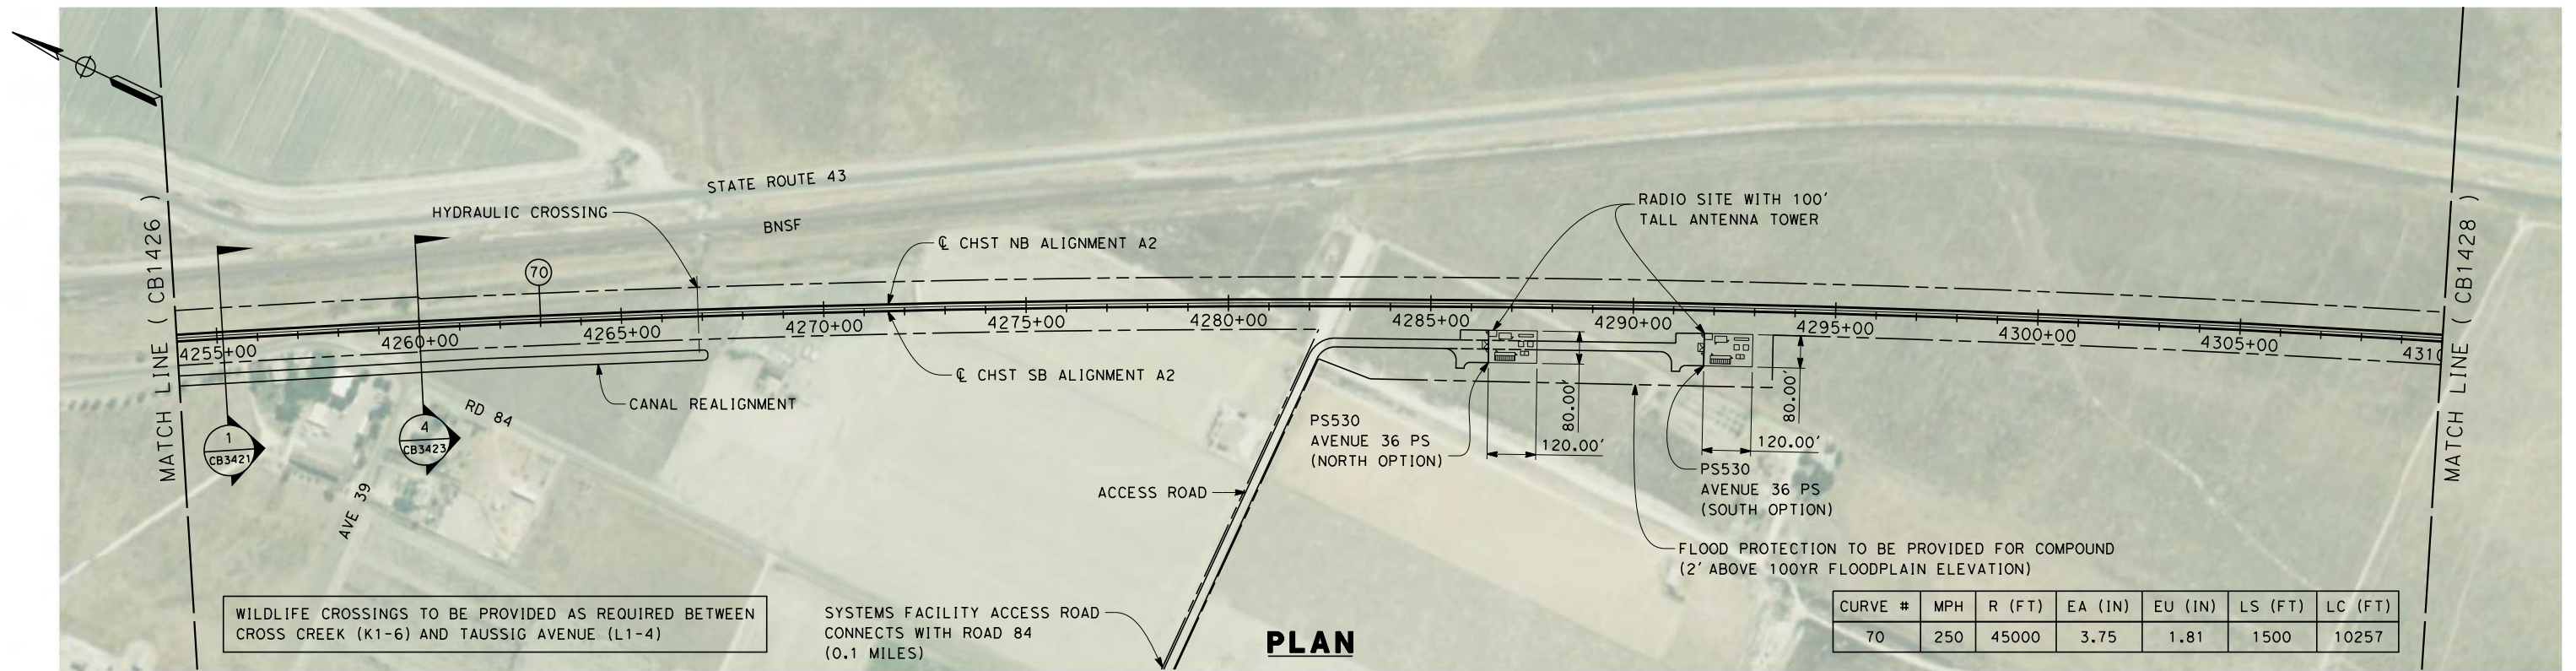 STATE ROUTE 43
HYDRAULIC CROSSING
BNSF
RADIO SITE WITH 100'
TALL ANTENNA TOWER
MATCH LINE ( CB1426 )
MATCH LINE ( CB1428 )
70
℄ CHST NB ALIGNMENT A2
4255+00
4260+00
4265+00
4270+00
4275+00
4280+00
4285+00
4290+00
4295+00
4300+00
4305+00
4310
℄ CHST SB ALIGNMENT A2
CANAL REALIGNMENT
RD 84
AVE 39
1
CB3421
4
CB3423
PS530
AVENUE 36 PS
(NORTH OPTION)
80.00'
120.00'
80.00'
120.00'
PS530
AVENUE 36 PS
(SOUTH OPTION)
ACCESS ROAD
FLOOD PROTECTION TO BE PROVIDED FOR COMPOUND
(2' ABOVE 100YR FLOODPLAIN ELEVATION)
WILDLIFE CROSSINGS TO BE PROVIDED AS REQUIRED BETWEEN
CROSS CREEK (K1-6) AND TAUSSIG AVENUE (L1-4)
SYSTEMS FACILITY ACCESS ROAD
CONNECTS WITH ROAD 84
(0.1 MILES)
PLAN
CURVE # MPH R (FT) EA (IN) EU (IN) LS (FT) LC (FT)
70 250 45000 3.75 1.81 1500 10257